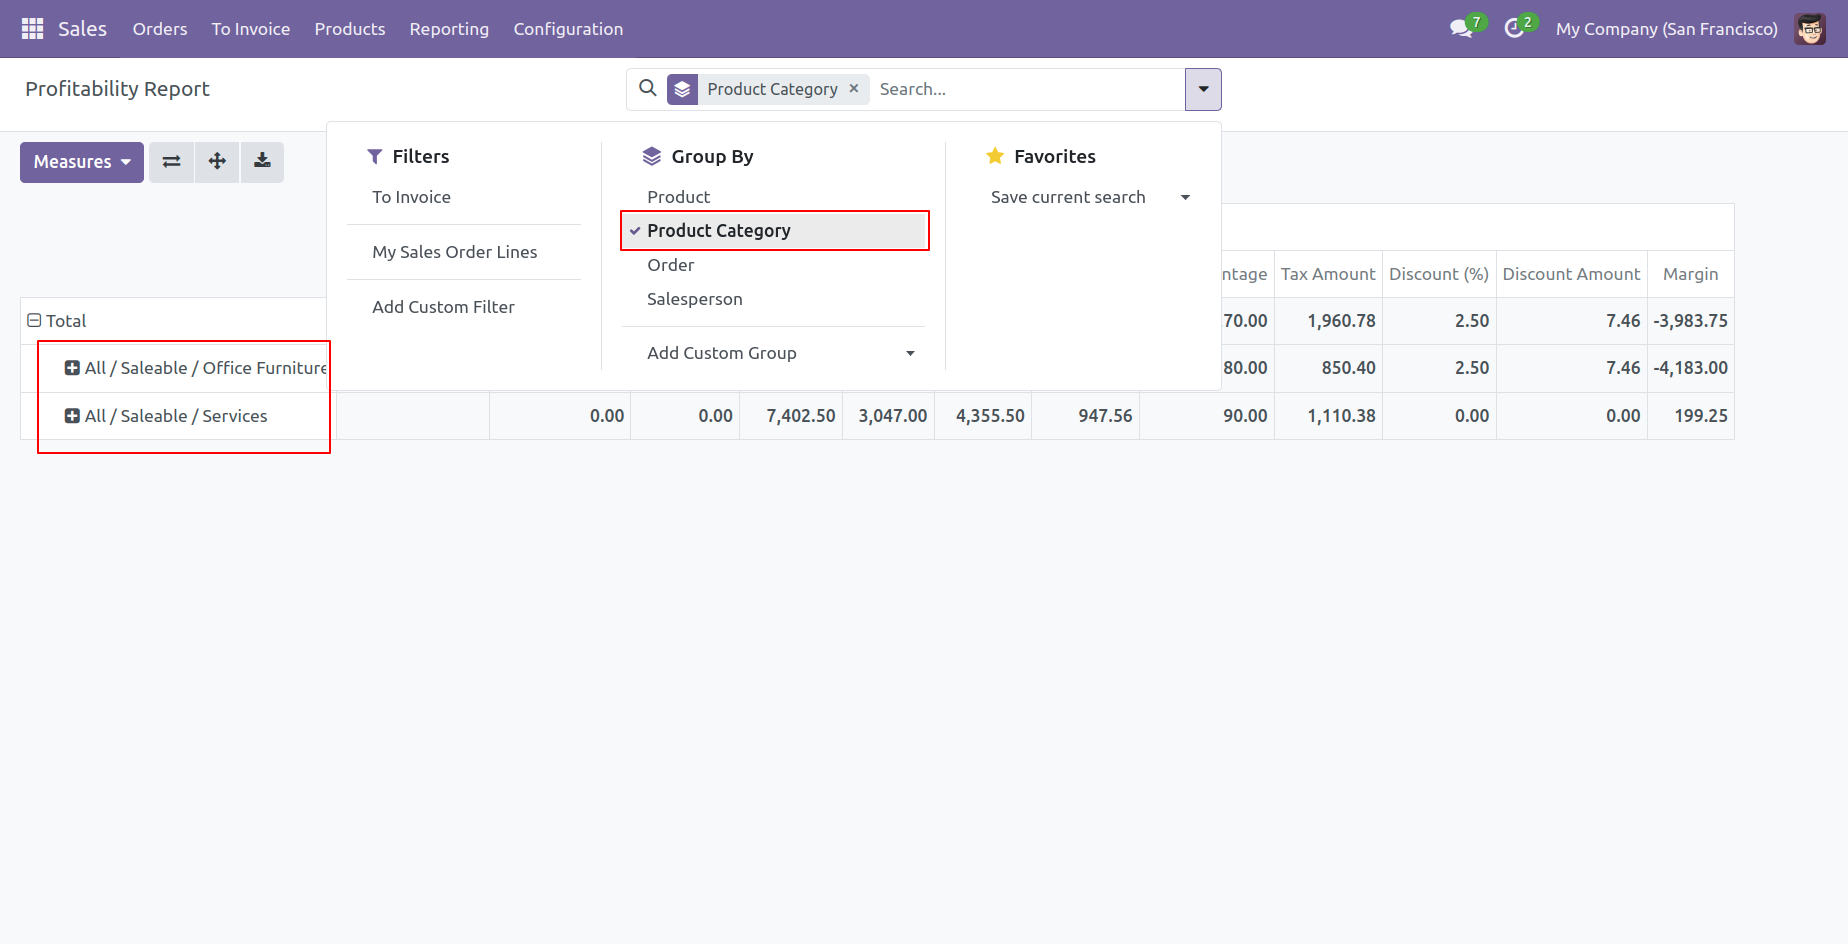 Sales Orders To Invoice Products Reporting Configuration 7 2 My Company (San Francisco)
Profitability Report Product Category × Search...
Filters Group By Favorites
Measures
To Invoice Product Save current search
Product Category
My Sales Order Lines
Order
Salesperson
Add Custom Filter
Add Custom Group
ntage Tax Amount Discount (%) Discount Amount Margin
Total 70.00 1,960.78 2.50 7.46 -3,983.75
All / Saleable / Office Furniture 80.00 850.40 2.50 7.46 -4,183.00
All / Saleable / Services 0.00 0.00 7,402.50 3,047.00 4,355.50 947.56 90.00 1,110.38 0.00 0.00 199.25